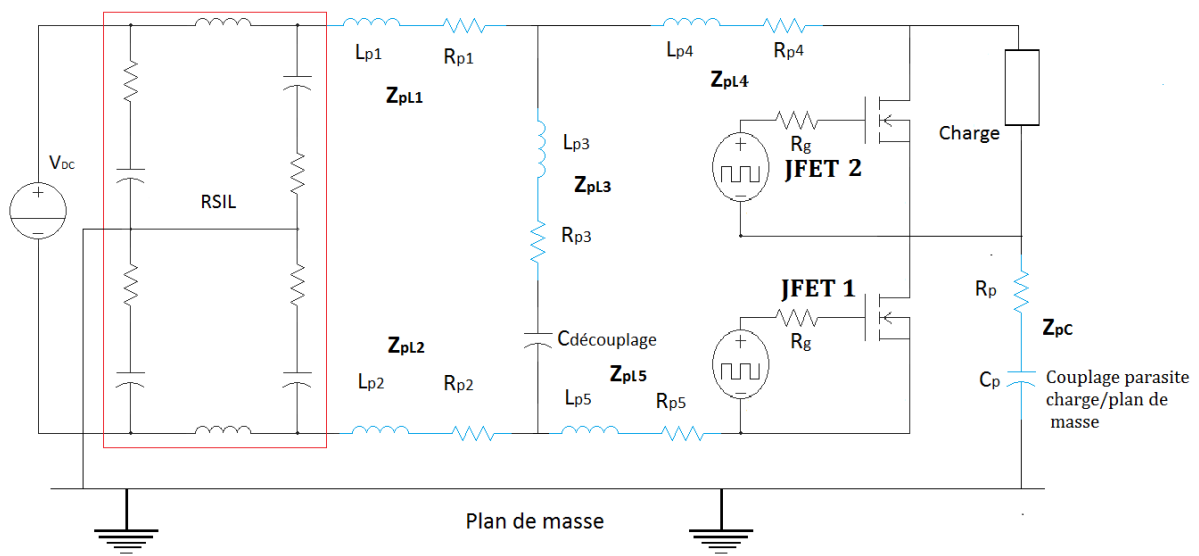 Lp1
Rp1
ZpL1
Lp4
Rp4
ZpL4
VDC
RSIL
Lp3
ZpL3
Rp3
Rg
JFET 2
Charge
+
−
+
−
JFET 1
Rg
Rp
ZpC
Cp
Couplage parasite
charge/plan de
masse
Cdécouplage
ZpL2
Lp2
Rp2
ZpL5
Lp5
Rp5
+
−
Plan de masse